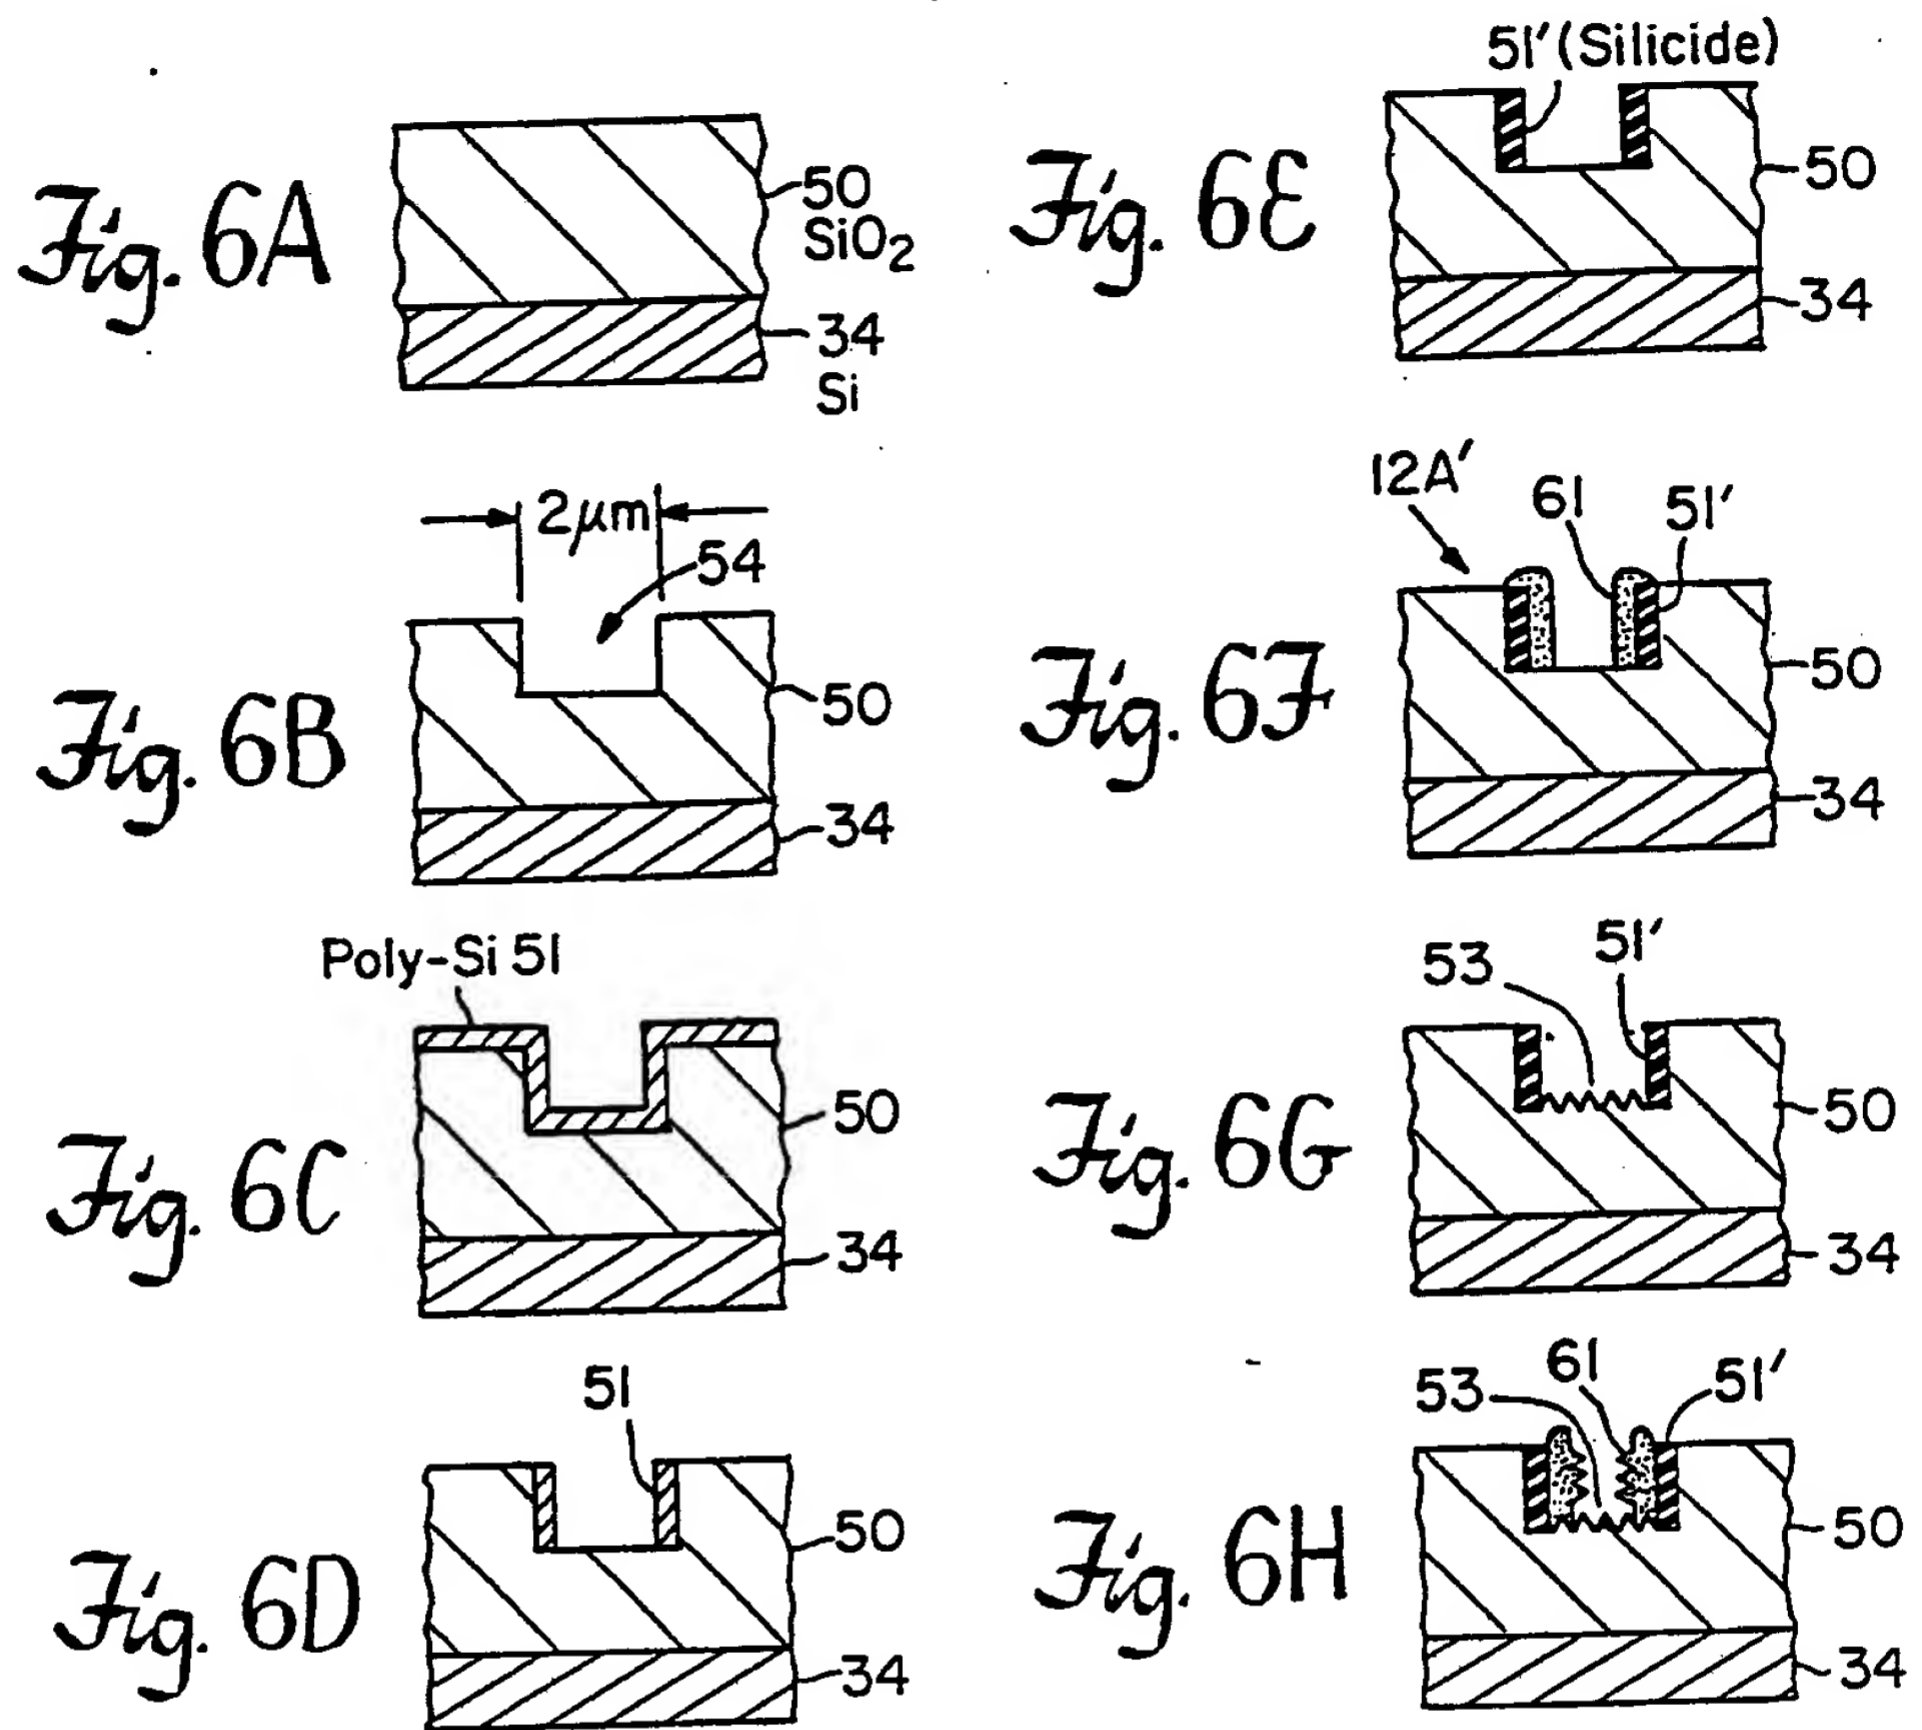 Fig. 6A
50
SiO2
34
Si
Fig. 6B
2μm
54
50
34
Fig. 6C
Poly-Si 51
50
34
Fig. 6D
51
50
34
Fig. 6E
51' (Silicide)
50
34
Fig. 6F
12A'
61
51'
50
34
Fig. 6G
53
51'
50
34
Fig. 6H
53
61
51'
50
34